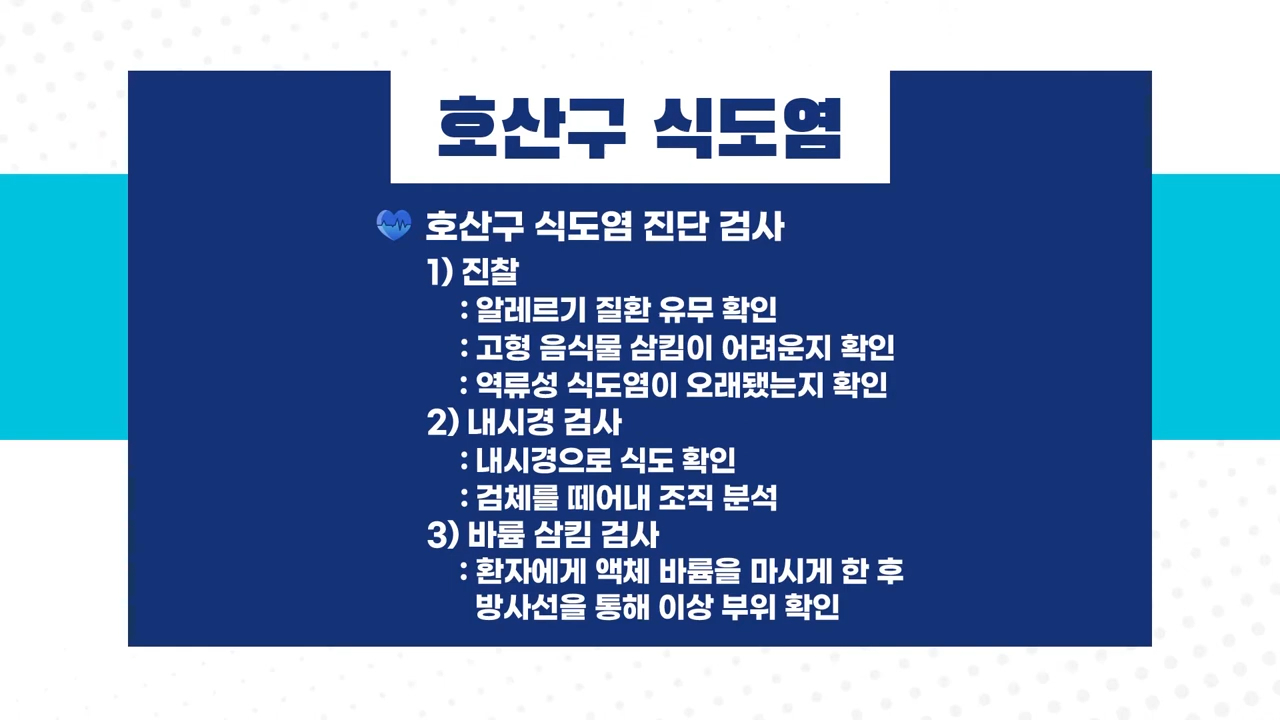 호산구 식도염
호산구 식도염 진단 검사
1) 진찰
: 알레르기 질환 유무 확인
: 고형 음식물 삼킴이 어려운지 확인
: 역류성 식도염이 오래됐는지 확인
2) 내시경 검사
: 내시경으로 식도 확인
: 검체를 떼어내 조직 분석
3) 바륨 삼킴 검사
: 환자에게 액체 바륨을 마시게 한 후
방사선을 통해 이상 부위 확인